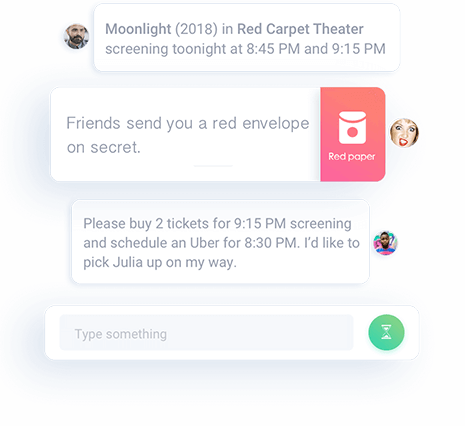 Moonlight (2018) in Red Carpet Theater
screening toonight at 8:45 PM and 9:15 PM
Friends send you a red envelope
on secret.
Red paper
Please buy 2 tickets for 9:15 PM screening
and schedule an Uber for 8:30 PM. I'd like to
pick Julia up on my way.
Type something